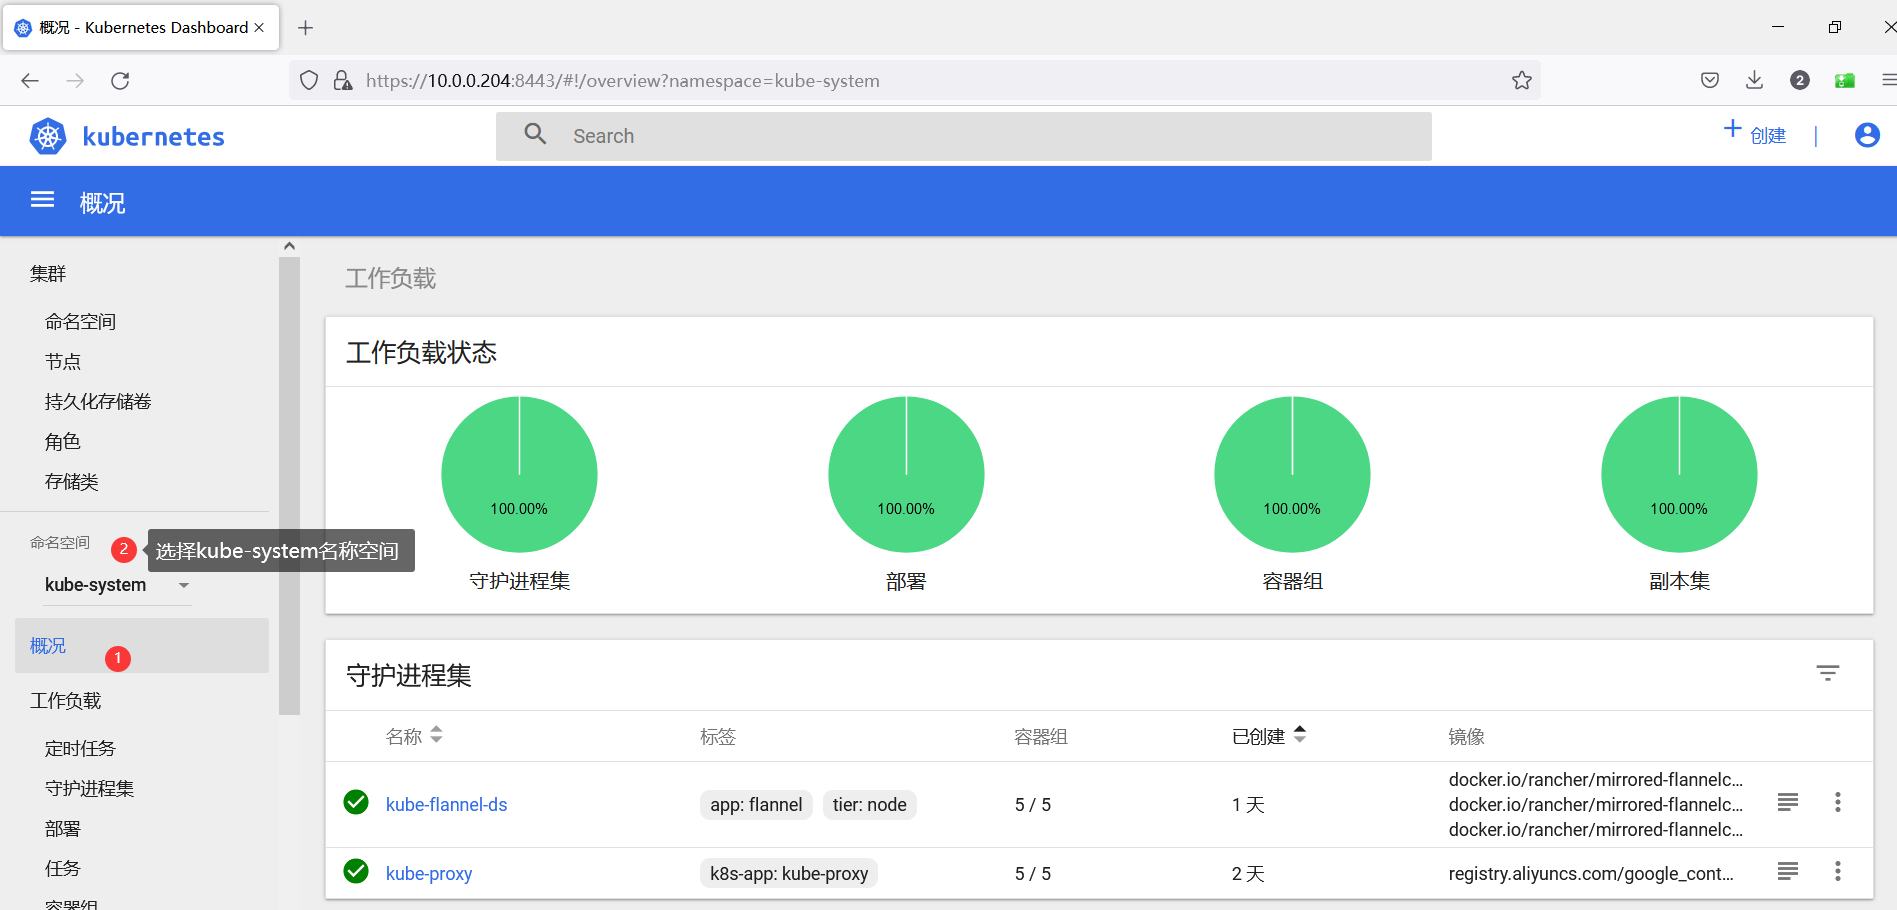 概况 - Kubernetes Dashboard
https://10.0.0.204:8443/#!/overview?namespace=kube-system
2
kubernetes
Search
创建
概况
集群
命名空间
节点
持久化存储卷
角色
存储类
命名空间
2
选择kube-system名称空间
kube-system
概况
1
工作负载
定时任务
守护进程集
部署
任务
容器组
工作负载
工作负载状态
100.00% 100.00% 100.00% 100.00%
守护进程集 部署 容器组 副本集
守护进程集
名称 标签 容器组 已创建 镜像
kube-flannel-ds app: flannel tier: node 5 / 5 1 天
docker.io/rancher/mirrored-flannelc...
docker.io/rancher/mirrored-flannelc...
docker.io/rancher/mirrored-flannelc...
kube-proxy k8s-app: kube-proxy 5 / 5 2 天 registry.aliyuncs.com/google_cont...